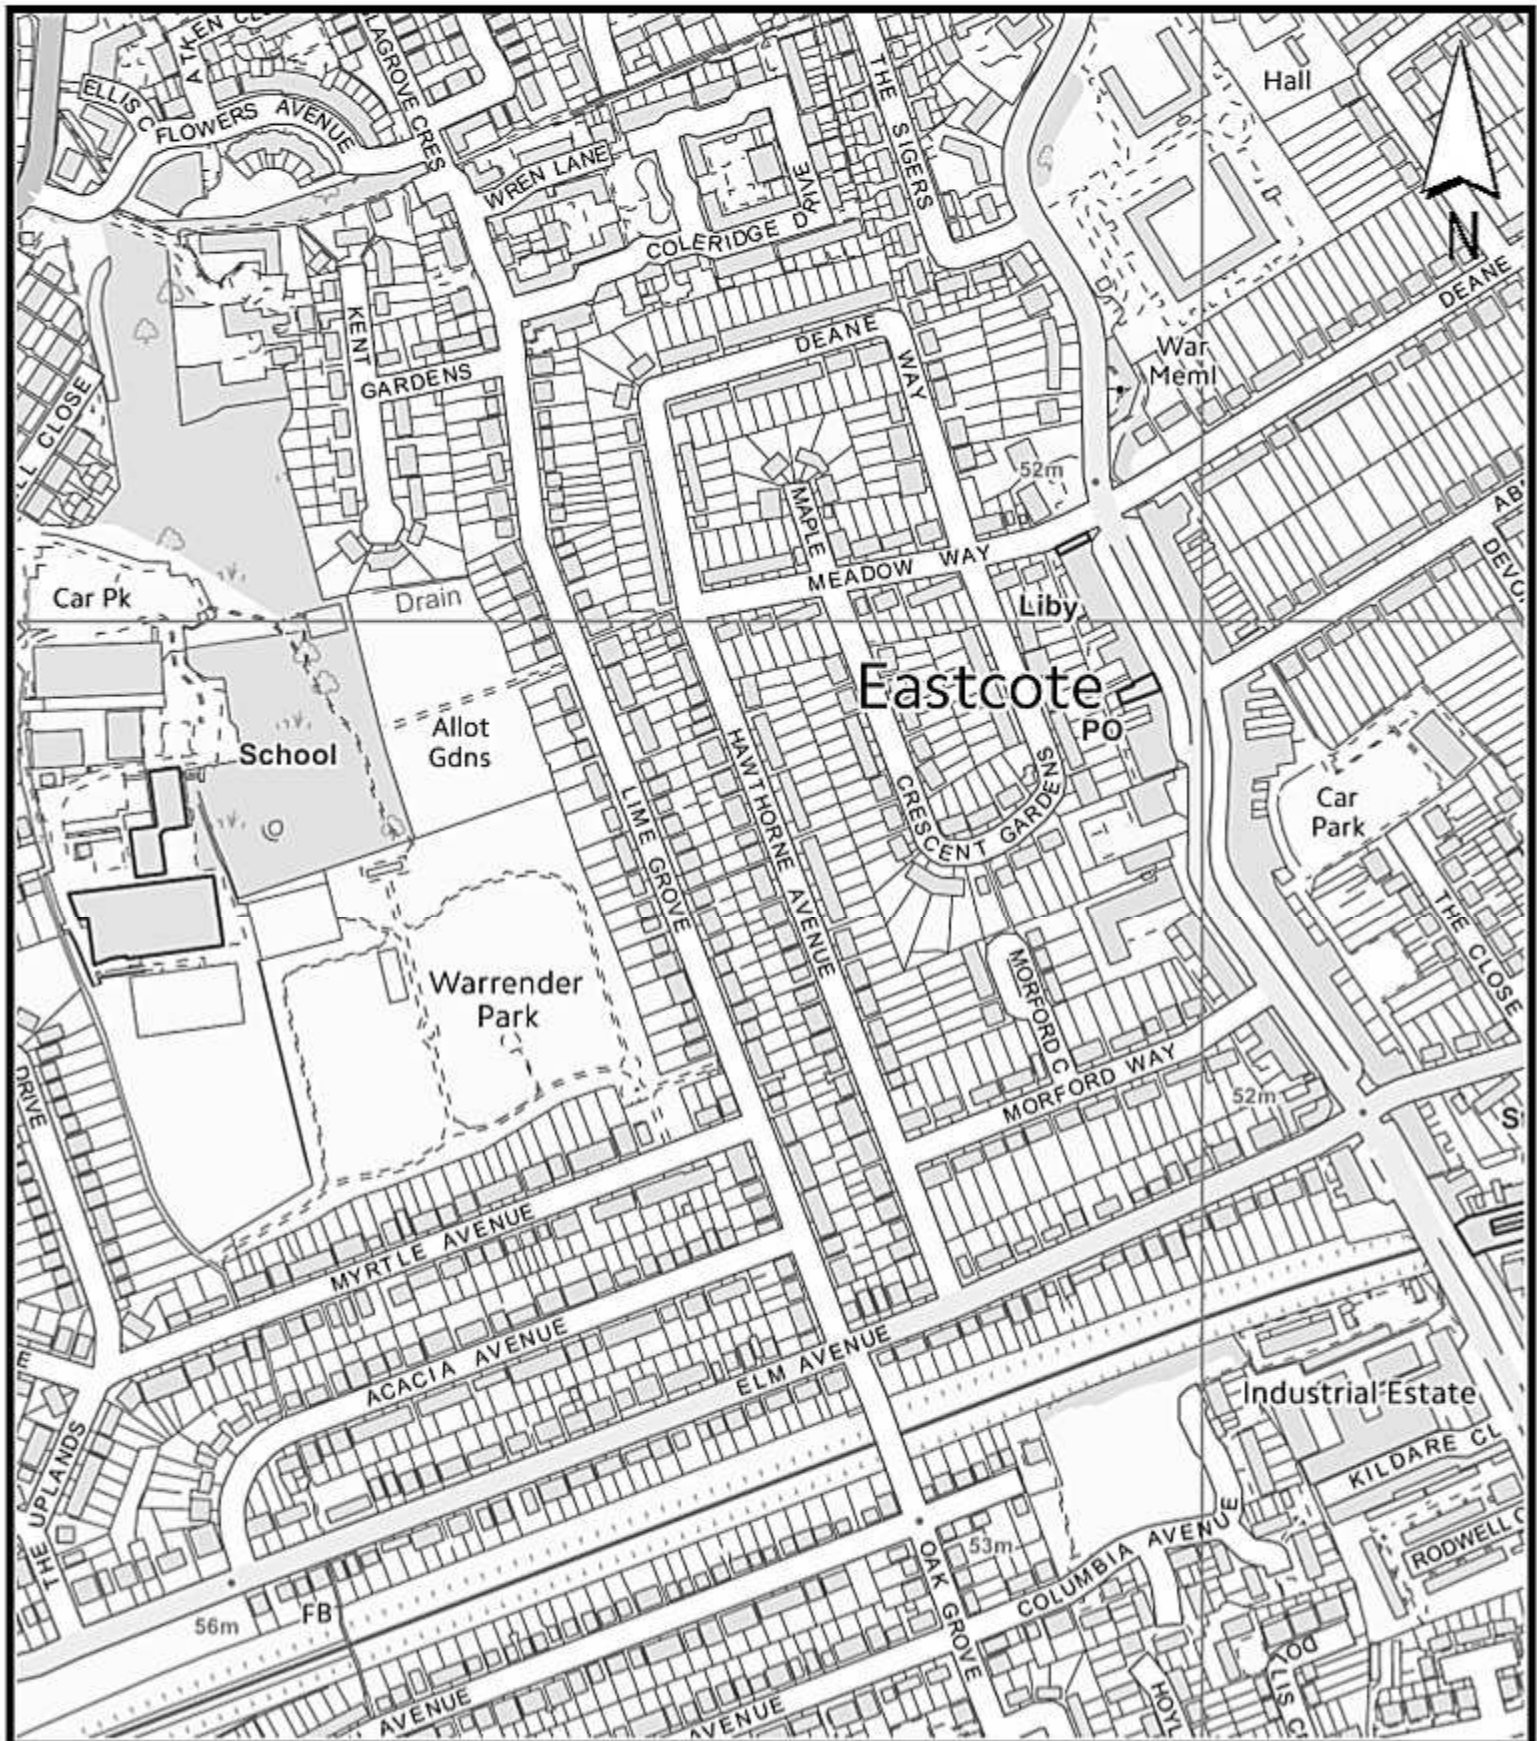 ELLIS C
FLOWERS AVENUE
LAGROVE CRES
THE SIGERS
Hall
WREN LANE
COLERIDGE DRIVE
N
DEANE
KENT
GARDENS
DEANE
WAY
War
Meml
CLOSE
52m
MAPLE
MEADOW WAY
Car Pk
Drain
Liby
Eastcote
PO
School
Allot
Gdns
LIME GROVE
HAWTHORNE AVENUE
CRESCENT GARDENS
Car
Park
THE CLOSE
Warrender
Park
MORFORD C
MORFORD WAY
52m
DRIVE
MYRTLE AVENUE
ACACIA AVENUE
ELM AVENUE
Industrial Estate
KILDARE CL
THE UPLANDS
RODWELL C
COLUMBIA AVENUE
53m
OAK GROVE
56m
FB
AVENUE
AVENUE
HOYL
DOLLIS C